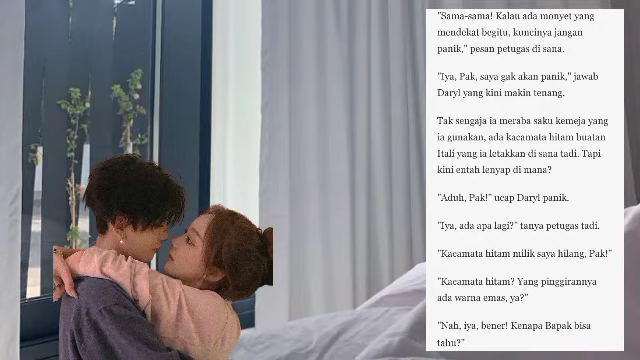 "Sama-sama! Kalau ada monyet yang
mendekat begitu, kuncinya jangan
panik," pesan petugas di sana.
"Iya, Pak, saya gak akan panik," jawab
Daryl yang kini makin tenang.
Tak sengaja ia meraba saku kemeja yang
ia gunakan, ada kacamata hitam buatan
Itali yang ia letakkan di sana tadi. Tapi
kini entah lenyap di mana?
"Aduh, Pak!" ucap Daryl panik.
"Iya, ada apa lagi?" tanya petugas tadi.
"Kacamata hitam milik saya hilang, Pak!"
"Kacamata hitam? Yang pinggirannya
ada warna emas, ya?"
"Nah, iya, bener! Kenapa Bapak bisa
tahu?"